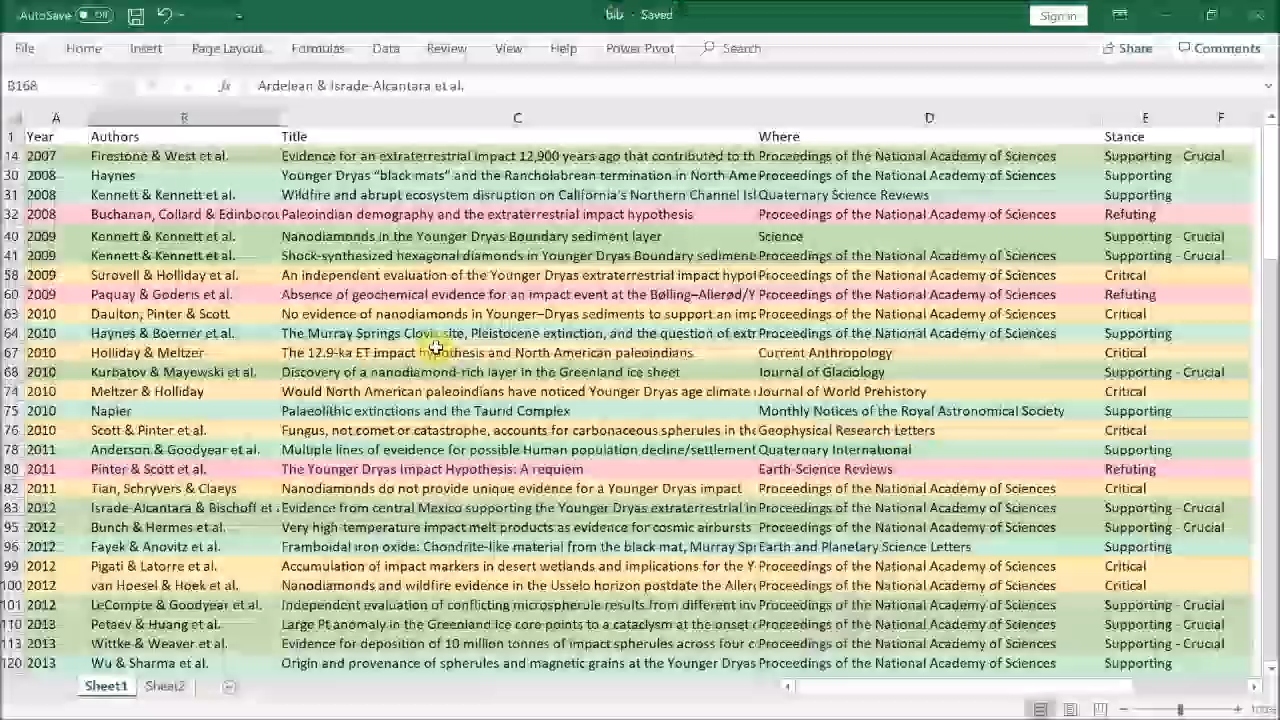 AutoSave Off bib - Saved Sign in
File Home Insert Page Layout Formulas Data Review View Help Power Pivot Search Share Comments
B168 fx Ardelean & Israde-Alcantara et al.
A B C D E F
1 Year Authors Title Where Stance
14 2007 Firestone & West et al. Evidence for an extraterrestrial impact 12,900 years ago that contributed to th Proceedings of the National Academy of Sciences Supporting - Crucial
30 2008 Haynes Younger Dryas "black mats" and the Rancholabrean termination in North Ame Proceedings of the National Academy of Sciences Supporting
31 2008 Kennett & Kennett et al. Wildfire and abrupt ecosystem disruption on California's Northern Channel Isl Quaternary Science Reviews Supporting
32 2008 Buchanan, Collard & Edinborou Paleoindian demography and the extraterrestrial impact hypothesis Proceedings of the National Academy of Sciences Refuting
40 2009 Kennett & Kennett et al. Nanodiamonds in the Younger Dryas Boundary sediment layer Science Supporting - Crucial
41 2009 Kennett & Kennett et al. Shock-synthesized hexagonal diamonds in Younger Dryas Boundary sediment Proceedings of the National Academy of Sciences Supporting - Crucial
58 2009 Surovell & Holliday et al. An independent evaluation of the Younger Dryas extraterrestrial impact hypot Proceedings of the National Academy of Sciences Critical
60 2009 Paquay & Goderis et al. Absence of geochemical evidence for an impact event at the Bølling–Allerød/Y Proceedings of the National Academy of Sciences Refuting
63 2010 Daulton, Pinter & Scott No evidence of nanodiamonds in Younger–Dryas sediments to support an imp Proceedings of the National Academy of Sciences Critical
64 2010 Haynes & Boerner et al. The Murray Springs Clovis site, Pleistocene extinction, and the question of extr Proceedings of the National Academy of Sciences Supporting
67 2010 Holliday & Meltzer The 12.9-ka ET impact hypothesis and North American paleoindians Current Anthropology Critical
68 2010 Kurbatov & Mayewski et al. Discovery of a nanodiamond-rich layer in the Greenland ice sheet Journal of Glaciology Supporting - Crucial
74 2010 Meltzer & Holliday Would North American paleoindians have noticed Younger Dryas age climate Journal of World Prehistory Critical
75 2010 Napier Palaeolithic extinctions and the Taurid Complex Monthly Notices of the Royal Astronomical Society Supporting
76 2010 Scott & Pinter et al. Fungus, not comet or catastrophe, accounts for carbonaceous spherules in the Geophysical Research Letters Critical
78 2011 Anderson & Goodyear et al. Multiple lines of eveidence for possible Human population decline/settlement Quaternary International Supporting
80 2011 Pinter & Scott et al. The Younger Dryas Impact Hypothesis: A requiem Earth-Science Reviews Refuting
82 2011 Tian, Schryvers & Claeys Nanodiamonds do not provide unique evidence for a Younger Dryas impact Proceedings of the National Academy of Sciences Critical
83 2012 Israde-Alcantara & Bischoff et Evidence from central Mexico supporting the Younger Dryas extraterrestrial im Proceedings of the National Academy of Sciences Supporting - Crucial
95 2012 Bunch & Hermes et al. Very high-temperature impact melt products as evidence for cosmic airbursts Proceedings of the National Academy of Sciences Supporting - Crucial
96 2012 Fayek & Anovitz et al. Framboidal iron oxide: Chondrite-like material from the black mat, Murray Spr Earth and Planetary Science Letters Supporting
99 2012 Pigati & Latorre et al. Accumulation of impact markers in desert wetlands and implications for the Y Proceedings of the National Academy of Sciences Critical
100 2012 van Hoesel & Hoek et al. Nanodiamonds and wildfire evidence in the Usselo horizon postdate the Aller Proceedings of the National Academy of Sciences Critical
101 2012 LeCompte & Goodyear et al. Independent evaluation of conflicting microspherule results from different inv Proceedings of the National Academy of Sciences Supporting - Crucial
110 2013 Petaev & Huang et al. Large Pt anomaly in the Greenland ice core points to a cataclysm at the onset Proceedings of the National Academy of Sciences Supporting - Crucial
113 2013 Wittke & Weaver et al. Evidence for deposition of 10 million tonnes of impact spherules across four c Proceedings of the National Academy of Sciences Supporting - Crucial
120 2013 Wu & Sharma et al. Origin and provenance of spherules and magnetic grains at the Younger Dryas Proceedings of the National Academy of Sciences Supporting
Sheet1 Sheet2
100%